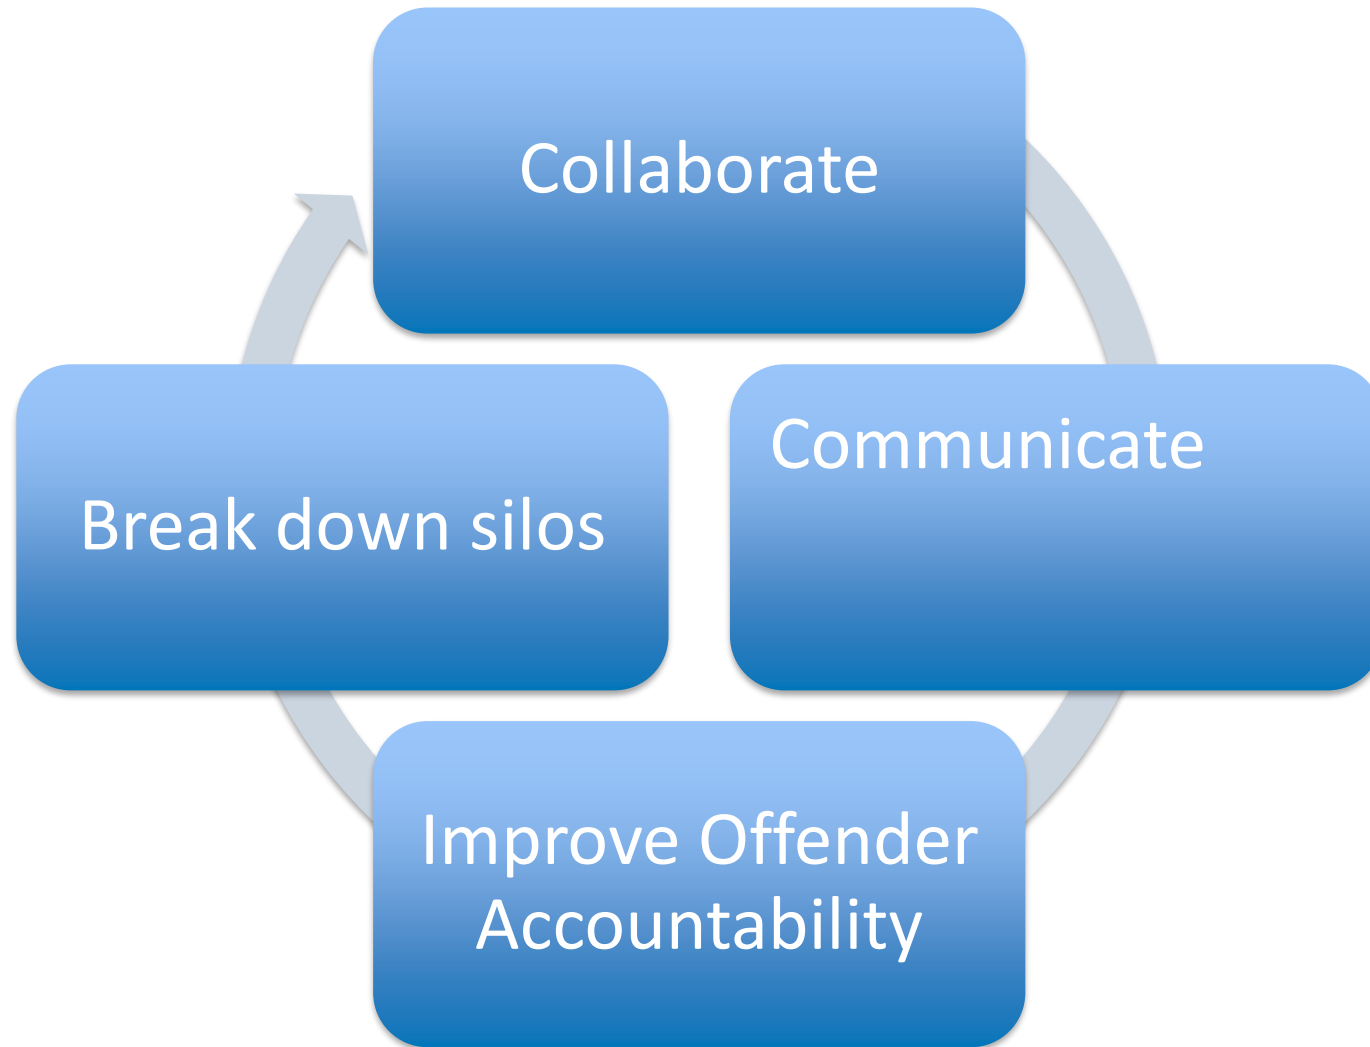 Collaborate
Communicate
Break down silos
Improve Offender
Accountability